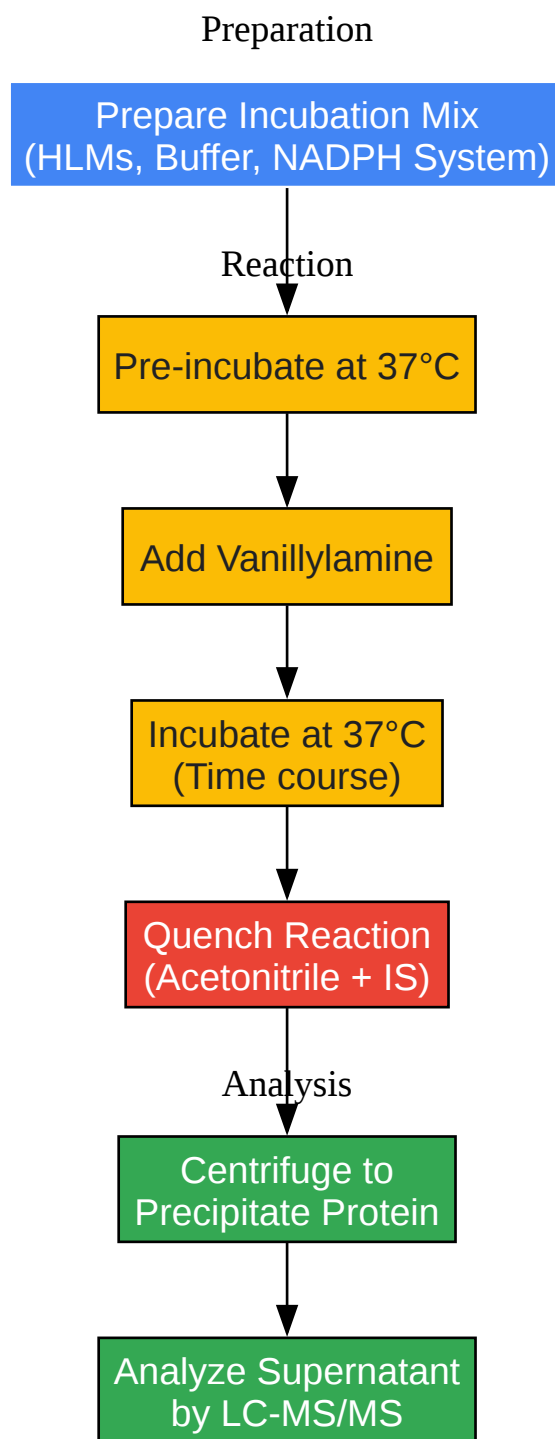 Preparation
Prepare Incubation Mix
(HLMs, Buffer, NADPH System)
Reaction
Pre-incubate at 37°C
Add Vanillylamine
Incubate at 37°C
(Time course)
Quench Reaction
(Acetonitrile + IS)
Analysis
Centrifuge to
Precipitate Protein
Analyze Supernatant
by LC-MS/MS